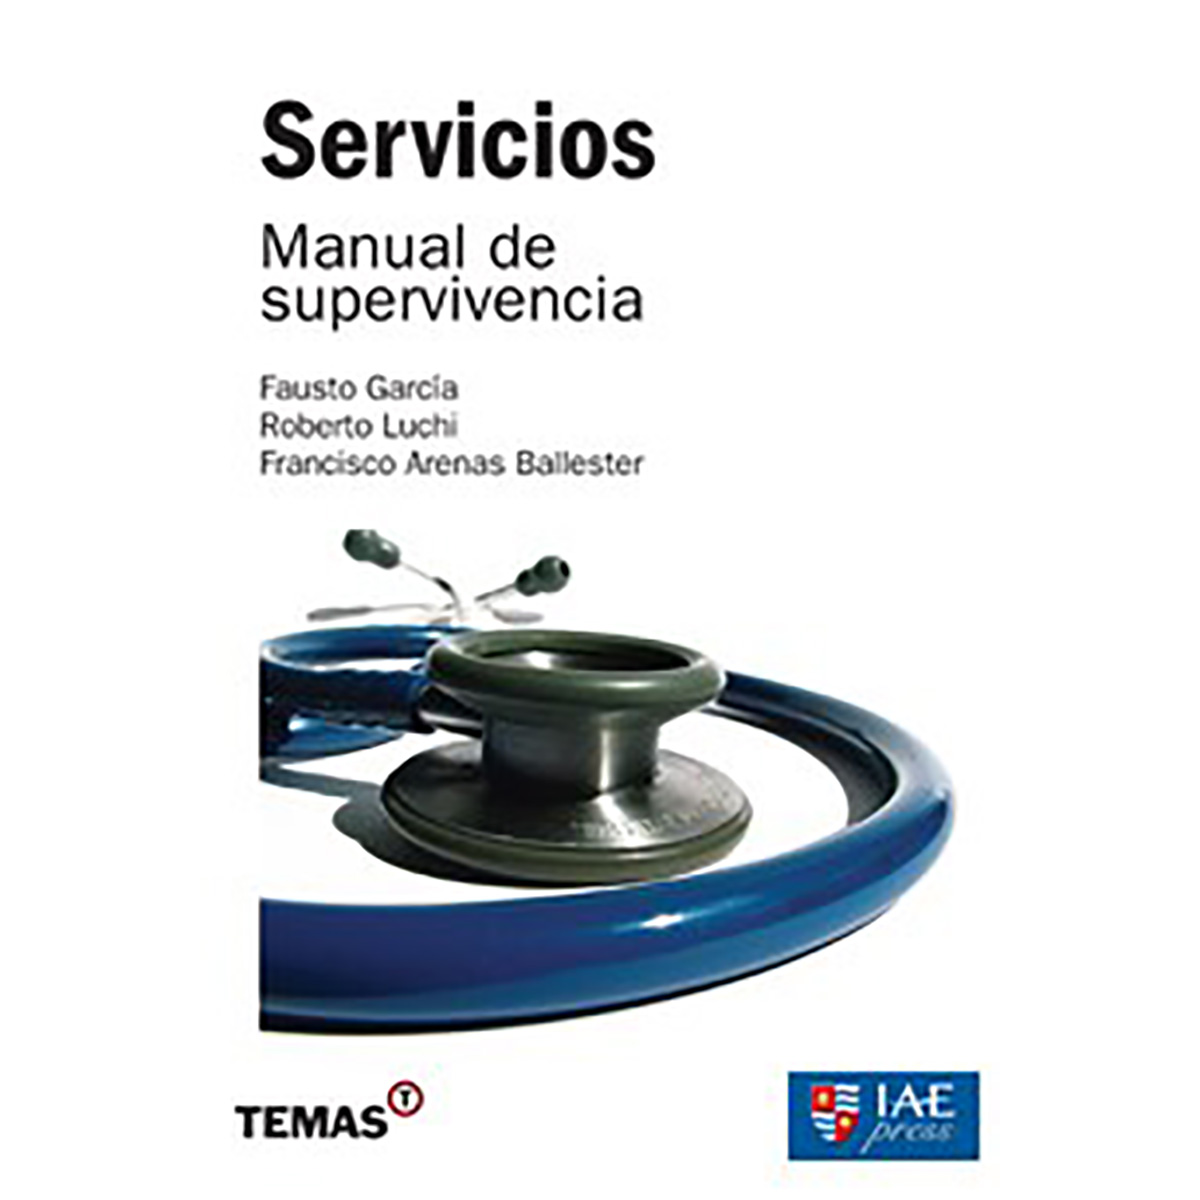 Servicios
Manual de
supervivencia
Fausto García
Roberto Luchi
Francisco Arenas Ballester
TEMAS T
IAE
press